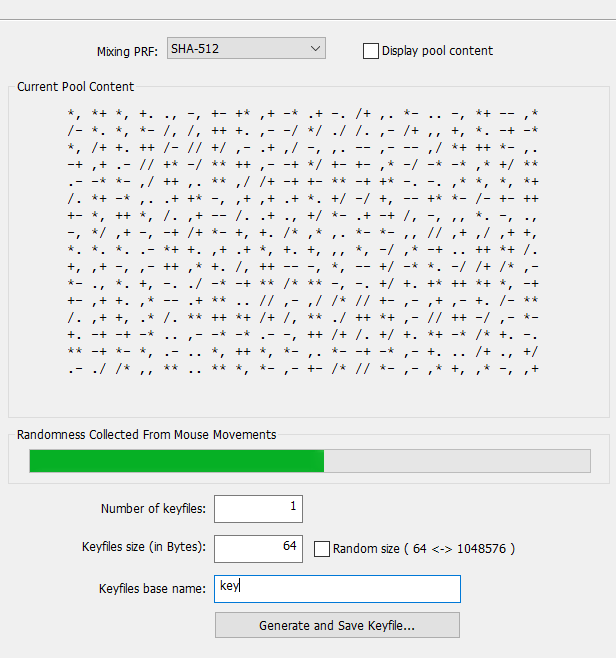 Mixing PRF: SHA-512 Display pool content
Current Pool Content
*, *+ *, +. ., -, +- +* ,+ -* .+ -. /+ ,. *- .. -, *+ -- ,*
/- *. *, *- /, /, ++ +. ,- -/ */ ./ /. ,- /+ ,, +, *. -+ -*
*, /+ +. ++ /- // +/ ,- .+ ,/ -, ,. -- ,- --, ,/ *+ ++ *- ,.
-+ ,+ .- // +* -/ ** ++ ,- -+ */ +- +- ,* -/ -* -* ,* +/ **
.- -* *- ,/ ++ ,. ** ,/ /+ -+ +- ** -+ +* -. -. ,* *, *, *+
/. *+ -* ,. .+ +* -, ,+ ,+ .+ *. +/ -/ +, -- +* *- /- +- ++
+- *, ++ *, /. ,+ -- /. .+ ., +/ *- .+ -+ /, -, ,, *. -, .,
-, */ ,+ -, -+ /+ *- +, +. /* ,* ,. *- *-, ,, // ,+ ,/ ,+ +,
*. *. *. .- *+ +. ,+ .+ *, +. +, ,, *, -/ ,* -+ .. ++ *+ /.
+, ,+ -, ,- ++ ,* +. /, ++ -- -, *, -- +/ -* *. -/ /+ /* ,-
*- ., *. +, -. ./ -* -+ ** /* ** -, -. +/ +. +* ++ ++ *, -+
+- ,+ +. ,* -- .+ ** .. // ,- ,/ /* // +- ,- ,+ ,- +. /- **
/. ,+ +, .* /. ** ++ *+ /+ /, ** ./ ++ *+ ,- // ++ -/ ,- *-
+. -+ -+ -* .. ,- -* -* .- -, ++ /+ /. +/ +. *+ -* /* +. -.
** -+ *- *, .- .. *, ++ *, *- ,. *- -+ -* ,- +. .. /+ ., +/
.- ./ /* ,, ** .. ** *, *- ,- +- /* // *- ,- ,* +, ,* -, ,+
Randomness Collected From Mouse Movements
Number of keyfiles: 1
Keyfiles size (in Bytes): 64 Random size ( 64 <-> 1048576 )
Keyfiles base name: key
Generate and Save Keyfile...